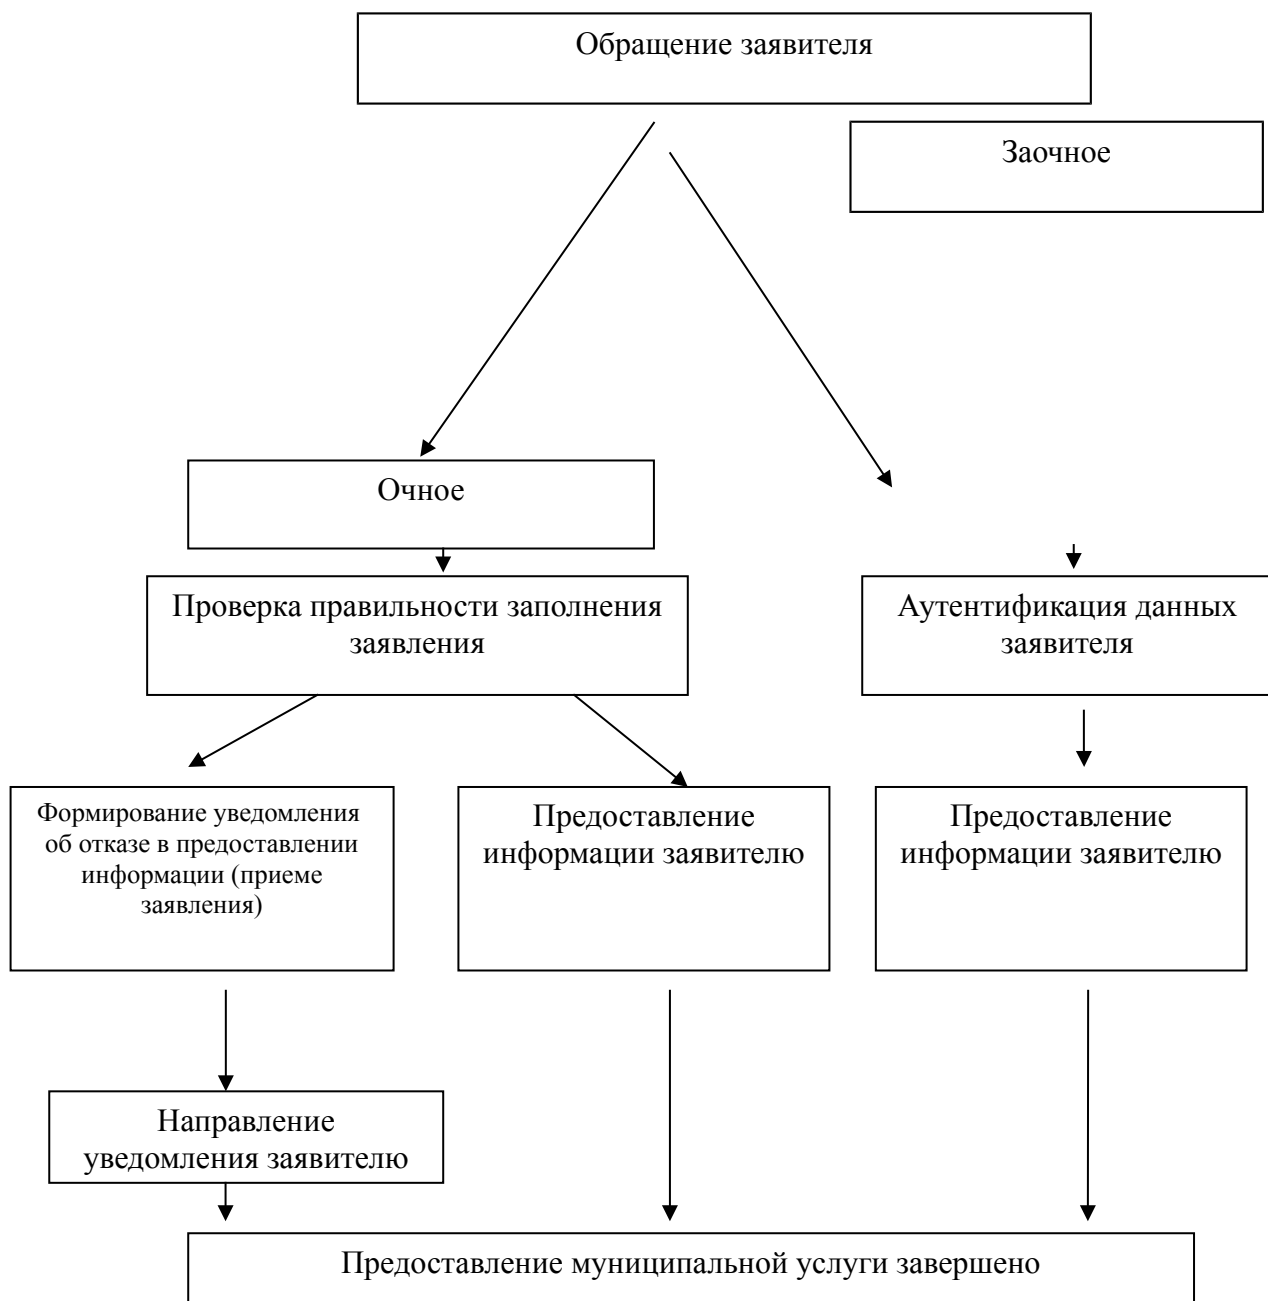 Обращение заявителя
Заочное
Очное
Проверка правильности заполнения
заявления
Аутентификация данных
заявителя
Формирование уведомления
об отказе в предоставлении
информации (приеме
заявления)
Предоставление
информации заявителю
Предоставление
информации заявителю
Направление
уведомления заявителю
Предоставление муниципальной услуги завершено